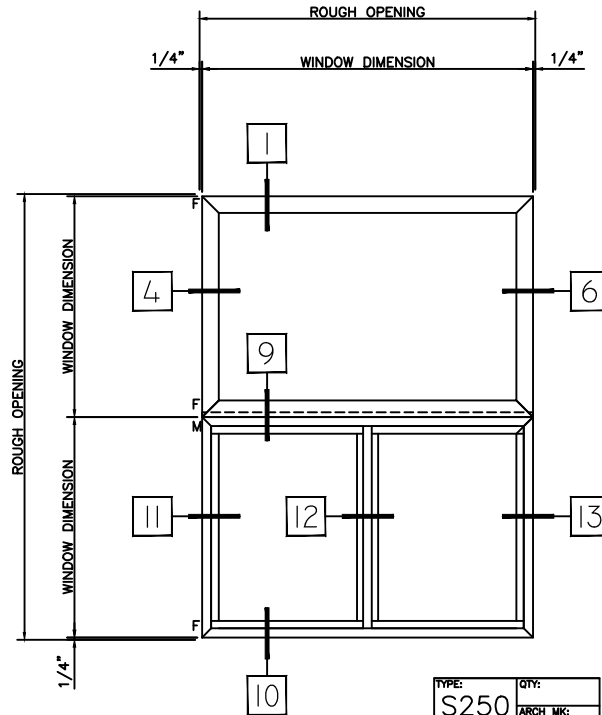 ROUGH OPENING
1/4" WINDOW DIMENSION 1/4"
1
F
WINDOW DIMENSION
4
6
ROUGH OPENING
9
F
M
WINDOW DIMENSION
11
12
13
F
1/4"
10
TYPE: QTY:
S250 ARCH MK: